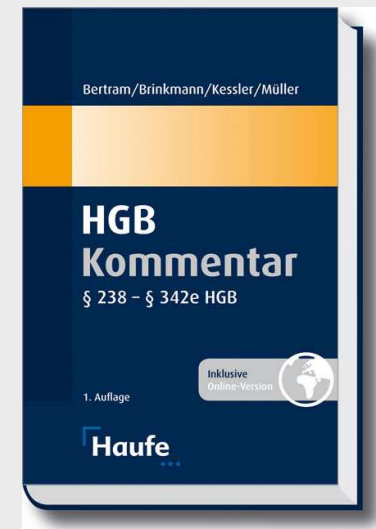 Bertram/Brinkmann/Kessler/Müller
HGB
Kommentar
§ 238 – § 342e HGB
Inklusive
Online-Version
1. Auflage
Haufe